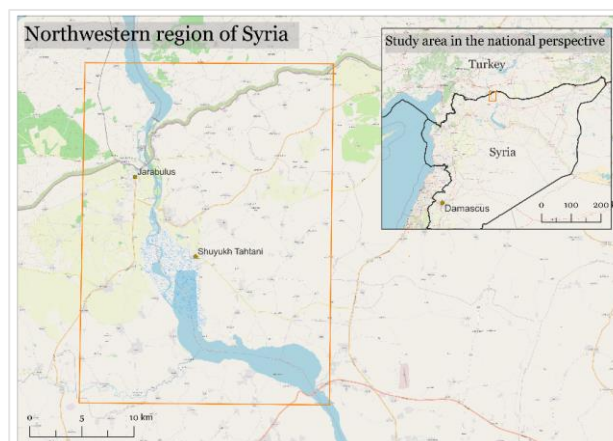 Northwestern region of Syria
Study area in the national perspective
Turkey
Syria
Damascus
0 100 200 k
Jarabulus
Shuyukh Tahtani
0 5 10 km